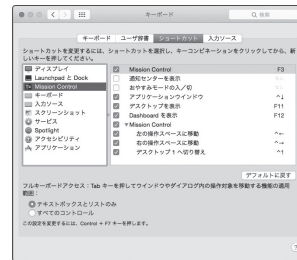 キーボード
検索
キーボード ユーザ辞書 ショートカット 入力ソース
ショートカットを変更するには、ショートカットを選択し、キーコンビネーションをクリックしてから、新
しいキーを押してください。
ディスプレイ
Launchpad と Dock
Mission Control
キーボード
入力ソース
スクリーンショット
サービス
Spotlight
アクセシビリティ
アプリケーション
Mission Control F3
通知センターを表示
おやすみモードの入/切
アプリケーションウインドウ ^↓
デスクトップを表示 F11
Dashboard を表示 F12
▼Mission Control
左の操作スペースに移動 ^←
右の操作スペースに移動 ^→
デスクトップ 1 へ切り替え ^1
デフォルトに戻す
フルキーボードアクセス：Tab キーを押してウインドウやダイアログ内の操作対象を移動する機能の適用
範囲：
テキストボックスとリストのみ
すべてのコントロール
この設定を変更するには、Control + F7 キーを押します。
?